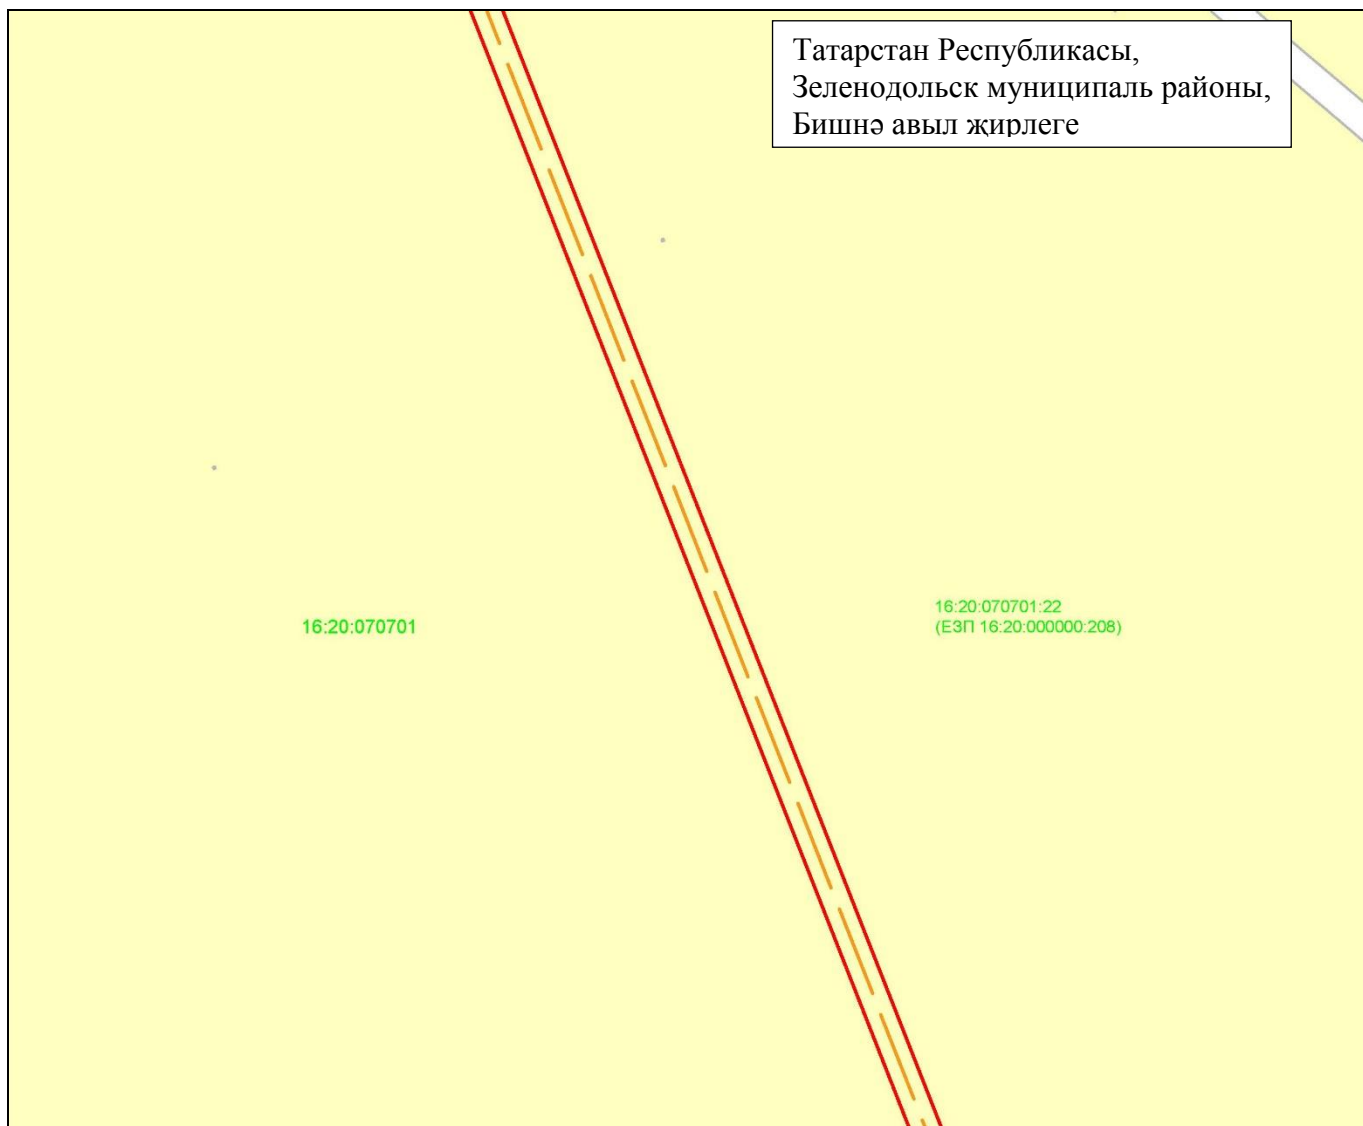 Татарстан Республикасы,
Зеленодольск муниципаль районы,
Бишнә авыл җирлеге
16:20:070701:22
(ЕЗП 16:20:000000:208)
16:20:070701